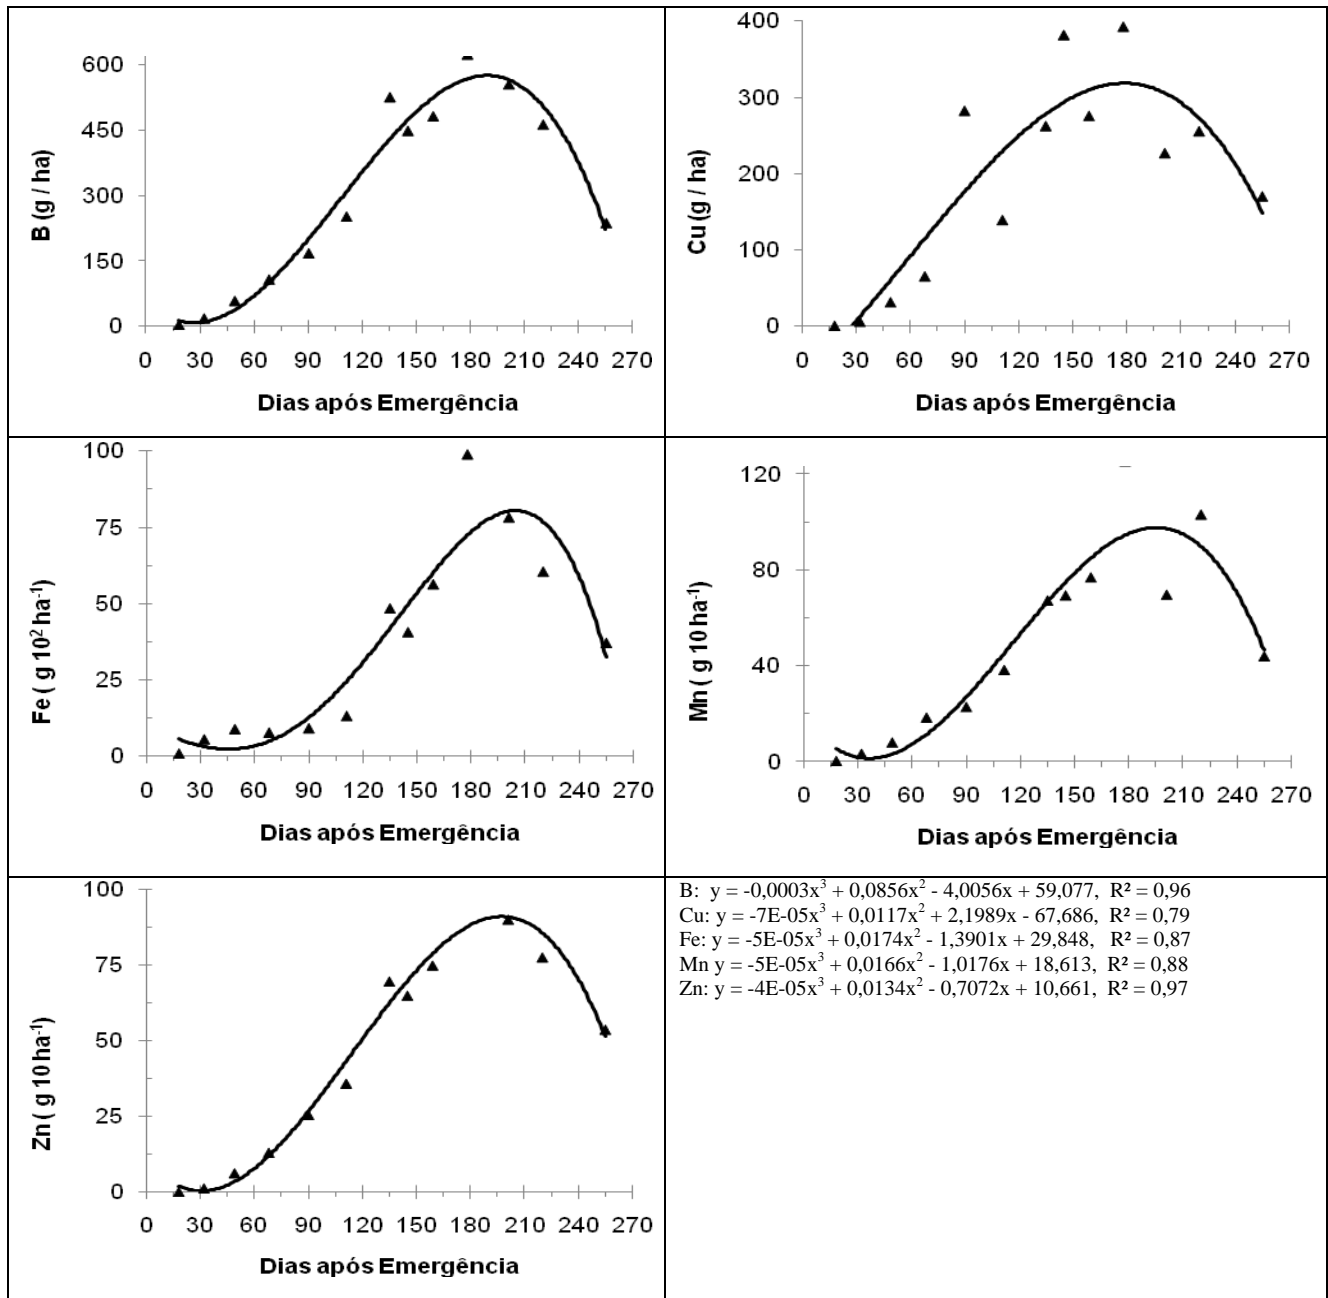 600
450
300
150
0
B (g / ha)
0 30 60 90 120 150 180 210 240 270
Dias após Emergência
400
300
200
100
0
Cu (g / ha)
0 30 60 90 120 150 180 210 240 270
Dias após Emergência
100
75
50
25
0
Fe ( g 10² ha⁻¹)
0 30 60 90 120 150 180 210 240 270
Dias após Emergência
120
80
40
0
Mn ( g 10 ha⁻¹)
0 30 60 90 120 150 180 210 240 270
Dias após Emergência
100
75
50
25
0
Zn ( g 10 ha⁻¹)
0 30 60 90 120 150 180 210 240 270
Dias após Emergência
B: y = -0,0003x³ + 0,0856x² - 4,0056x + 59,077, R² = 0,96
Cu: y = -7E-05x³ + 0,0117x² + 2,1989x - 67,686, R² = 0,79
Fe: y = -5E-05x³ + 0,0174x² - 1,3901x + 29,848, R² = 0,87
Mn y = -5E-05x³ + 0,0166x² - 1,0176x + 18,613, R² = 0,88
Zn: y = -4E-05x³ + 0,0134x² - 0,7072x + 10,661, R² = 0,97